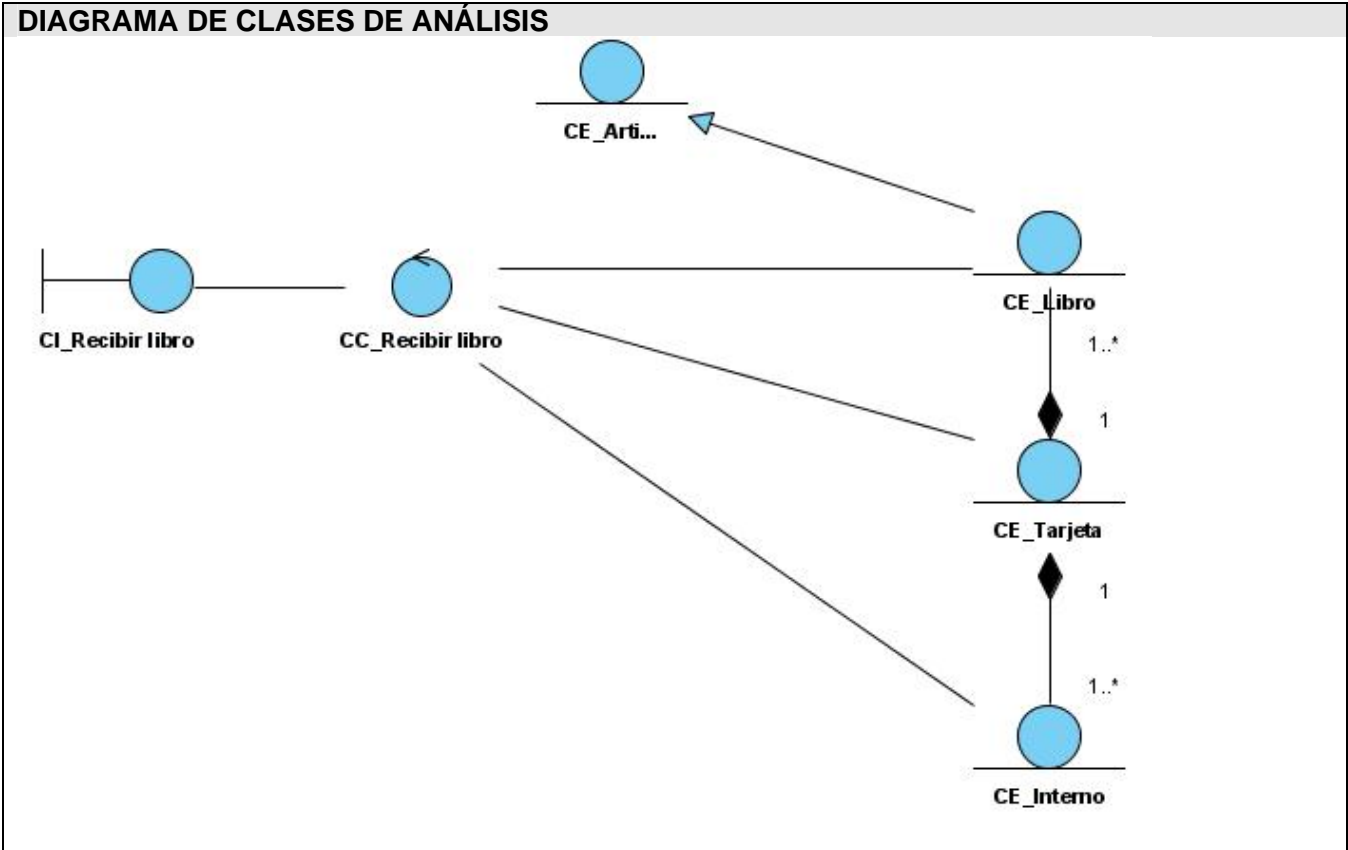 DIAGRAMA DE CLASES DE ANÁLISIS
CE_Arti...
CE_Libro
CI_Recibir libro
CC_Recibir libro
1..*
1
CE_Tarjeta
1
1..*
CE_Interno